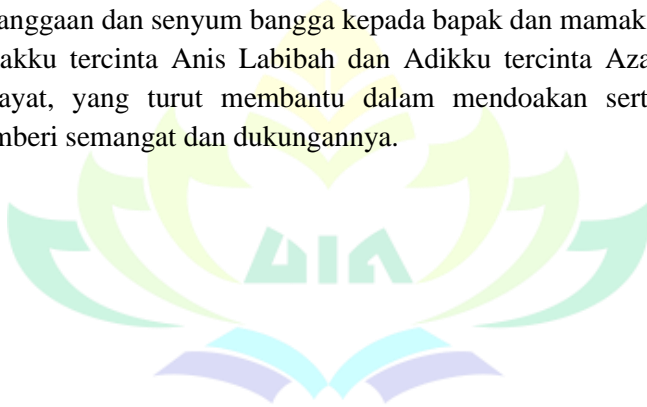 anggaan dan senyum bangga kepada bapak dan mamak
akku tercinta Anis Labibah dan Adikku tercinta Aza
ayat, yang turut membantu dalam mendoakan sert
mberi semangat dan dukungannya.
UIN